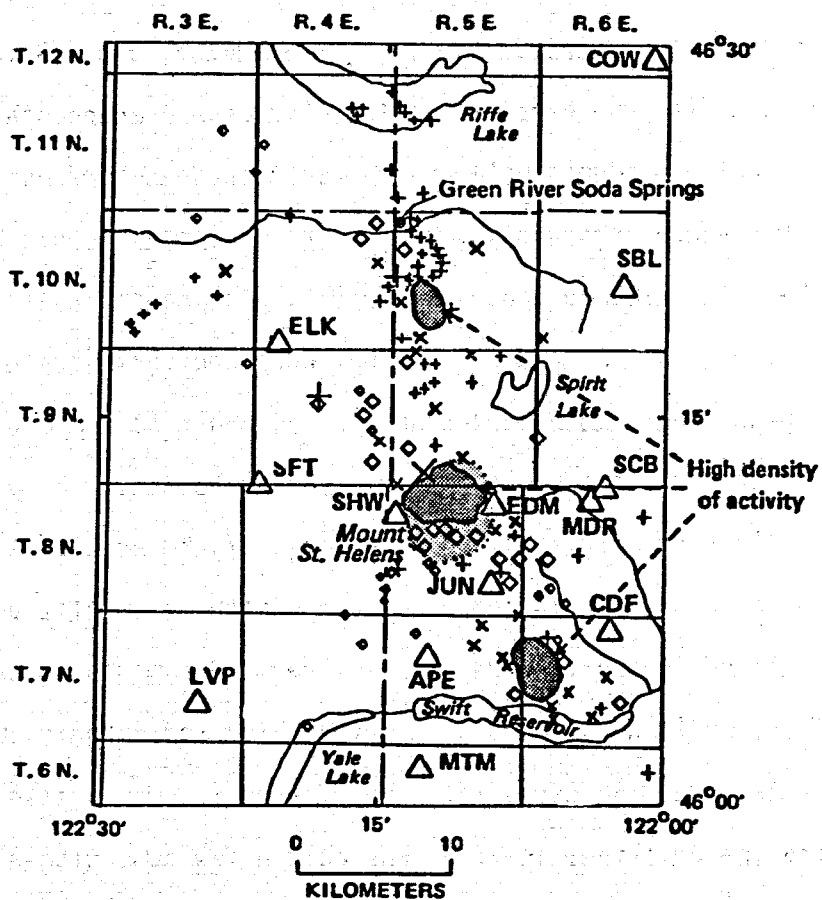 R. 3 E. R. 4 E. R. 5 E. R. 6 E.
T. 12 N.
COW
46°30'
Riffe
Lake
T. 11 N.
Green River Soda Springs
T. 10 N.
SBL
ELK
Spirit
Lake
T. 9 N.
15'
SFT
SCB
High density
of activity
SHW
EDM
MDR
Mount
St. Helens
T. 8 N.
JUN
CDF
T. 7 N.
LVP
APE
Swift
Reservoir
Yale
Lake
T. 6 N.
MTM
46°00'
122°30'
15'
122°00'
0 10
KILOMETERS